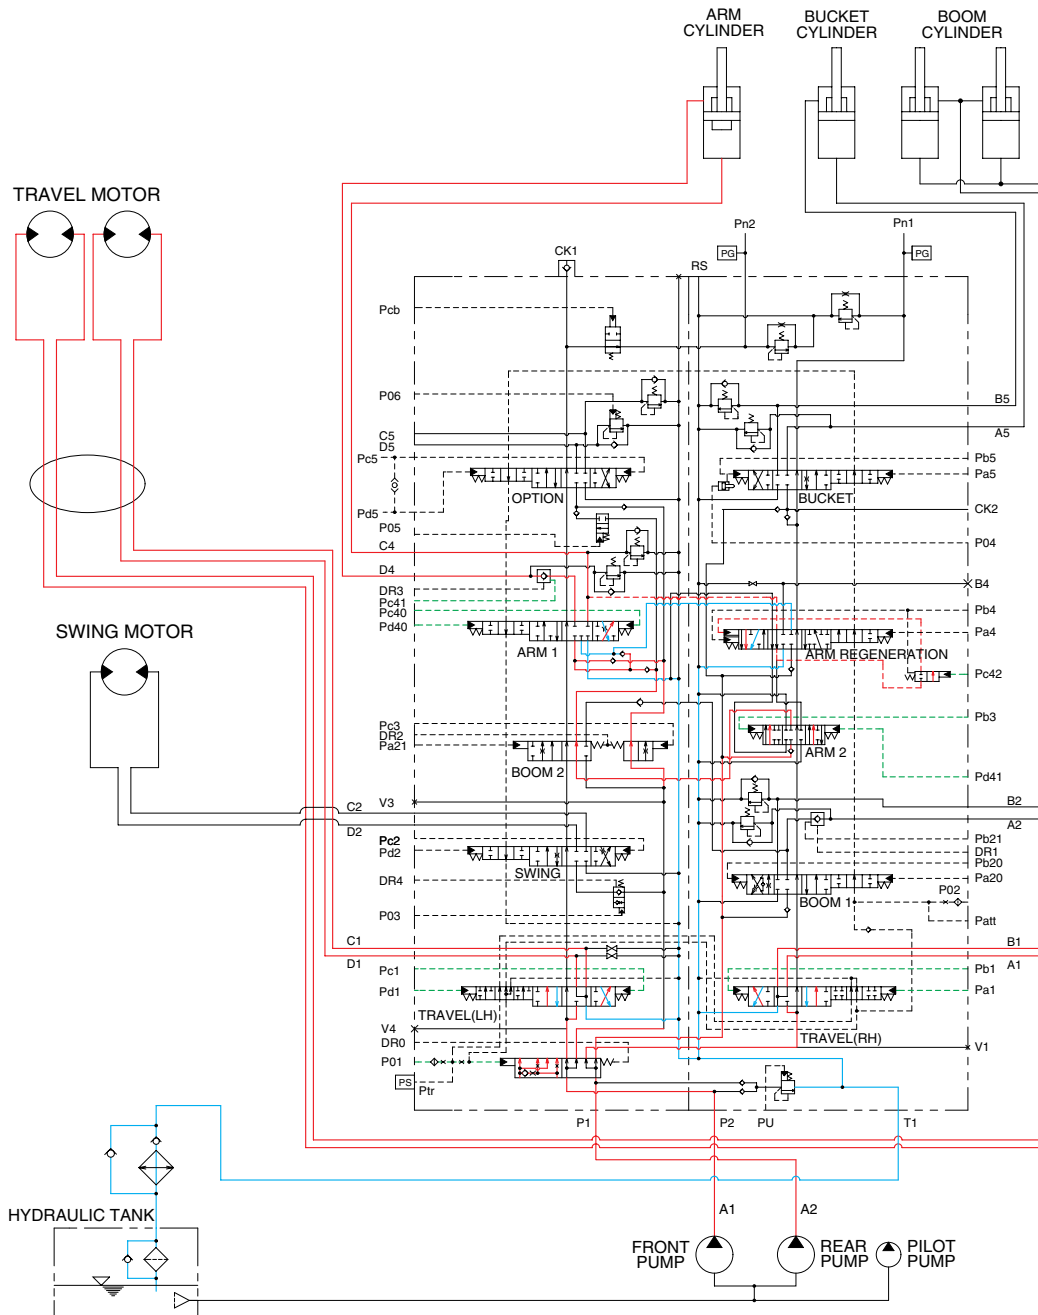 ARM
CYLINDER
BUCKET
CYLINDER
BOOM
CYLINDER
TRAVEL MOTOR
Pn2
Pn1
PG
PG
CK1
RS
Pcb
P06
B5
C5
D5
A5
Pc5
Pb5
Pa5
OPTION
BUCKET
Pd5
CK2
P05
P04
C4
D4
B4
DR3
Pc41
Pc40
Pb4
Pd40
Pa4
SWING MOTOR
ARM 1
ARM REGENERATION
Pc42
Pc3
DR2
Pa21
Pb3
ARM 2
BOOM 2
Pd41
C2
V3
B2
D2
A2
Pc2
Pd2
Pb21
DR1
Pb20
SWING
Pa20
DR4
BOOM 1
P02
P03
Patt
C1
B1
D1
A1
Pc1
Pb1
Pd1
Pa1
TRAVEL(LH)
V4
TRAVEL(RH)
DR0
V1
P01
PS
Ptr
P1
P2
PU
T1
HYDRAULIC TANK
A1
A2
FRONT
PUMP
REAR
PUMP
PILOT
PUMP